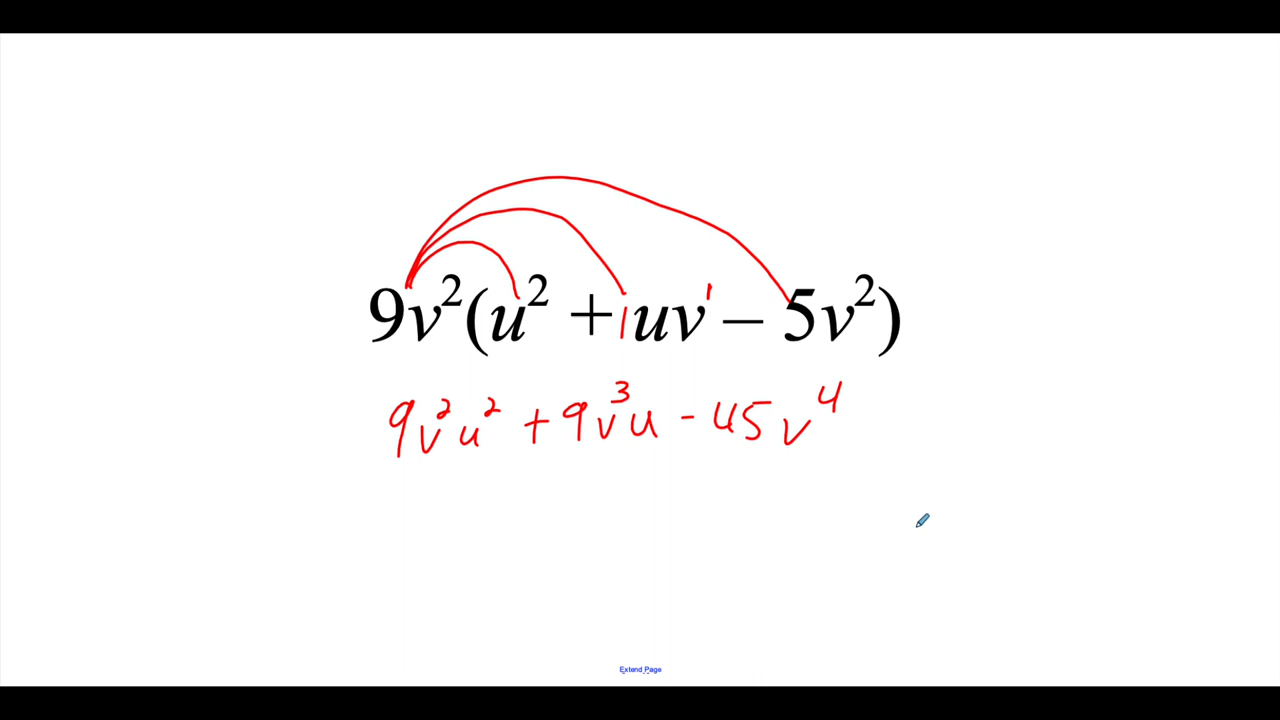 9v²(u² + 1uv¹ – 5v²)
9v²u² + 9v³u - 45v⁴
Extend Page